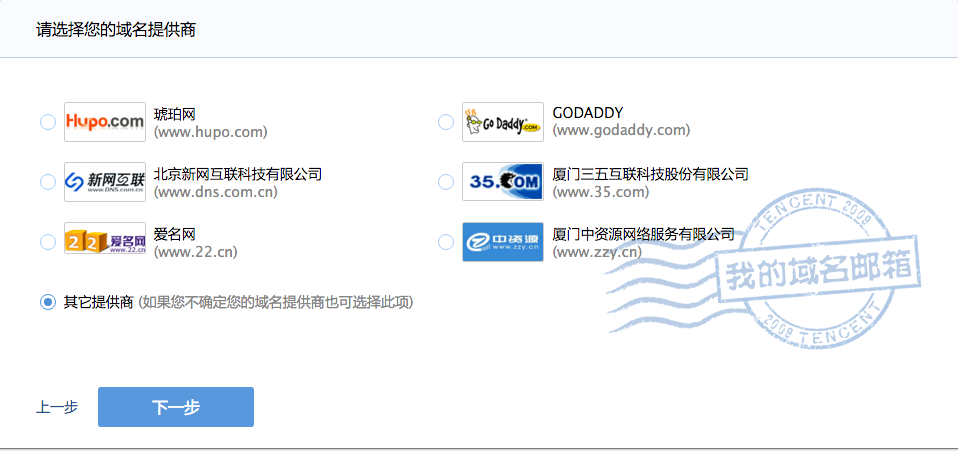 请选择您的域名提供商
Hupo.com
琥珀网
(www.hupo.com)
Go Daddy.COM
GODADDY
(www.godaddy.com)
新网互联
www.DNS.com.cn
北京新网互联科技有限公司
(www.dns.com.cn)
35.COM
厦门三五互联科技股份有限公司
(www.35.com)
22 爱名网
www.22.cn
爱名网
(www.22.cn)
中资源
www.zzy.cn
厦门中资源网络服务有限公司
(www.zzy.cn)
TENCENT 2009
我的域名邮箱
2009 TENCENT
其它提供商 (如果您不确定您的域名提供商也可选择此项)
上一步 下一步